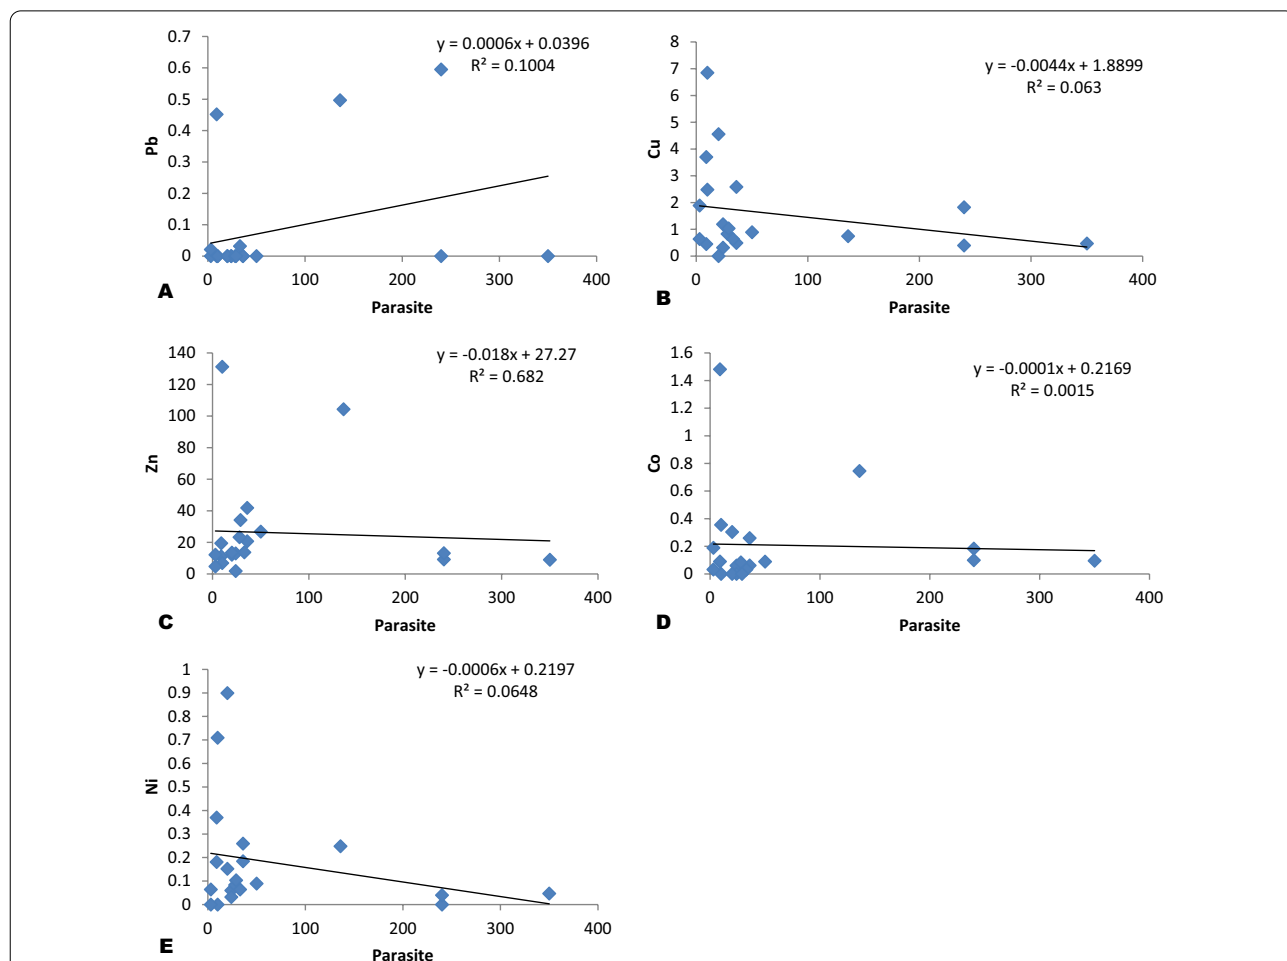 y = 0.0006x + 0.0396
R² = 0.1004
0.7
0.6
0.5
0.4
0.3
0.2
0.1
0
Pb
0 100 200 300 400
A
Parasite
y = -0.0044x + 1.8899
R² = 0.063
8
7
6
5
4
3
2
1
0
Cu
0 100 200 300 400
B
Parasite
y = -0.018x + 27.27
R² = 0.682
140
120
100
80
60
40
20
0
Zn
0 100 200 300 400
C
Parasite
y = -0.0001x + 0.2169
R² = 0.0015
1.6
1.4
1.2
1
0.8
0.6
0.4
0.2
0
Co
0 100 200 300 400
D
Parasite
y = -0.0006x + 0.2197
R² = 0.0648
1
0.9
0.8
0.7
0.6
0.5
0.4
0.3
0.2
0.1
0
Ni
0 100 200 300 400
E
Parasite